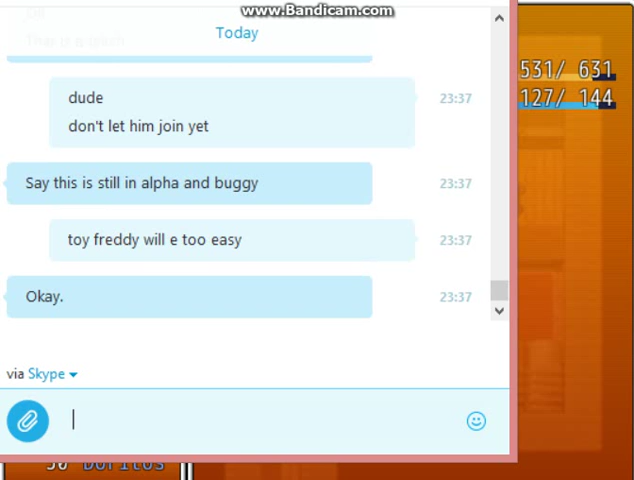 www.Bandicam.com
Today
531/ 631
127/ 144
dude
23:37
don't let him join yet
Say this is still in alpha and buggy
23:37
toy freddy will e too easy
23:37
Okay.
23:37
via Skype
50 Doritos